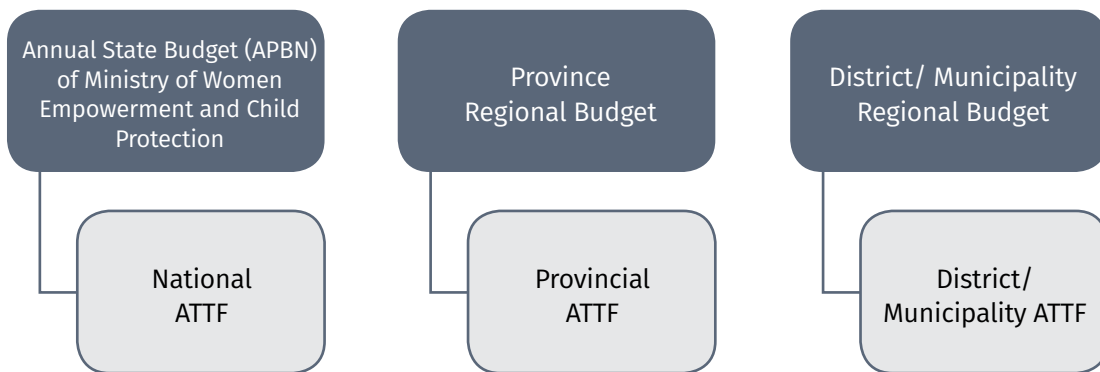 Annual State Budget (APBN)
of Ministry of Women
Empowerment and Child
Protection
Province
Regional Budget
District/ Municipality
Regional Budget
National
ATTF
Provincial
ATTF
District/
Municipality ATTF